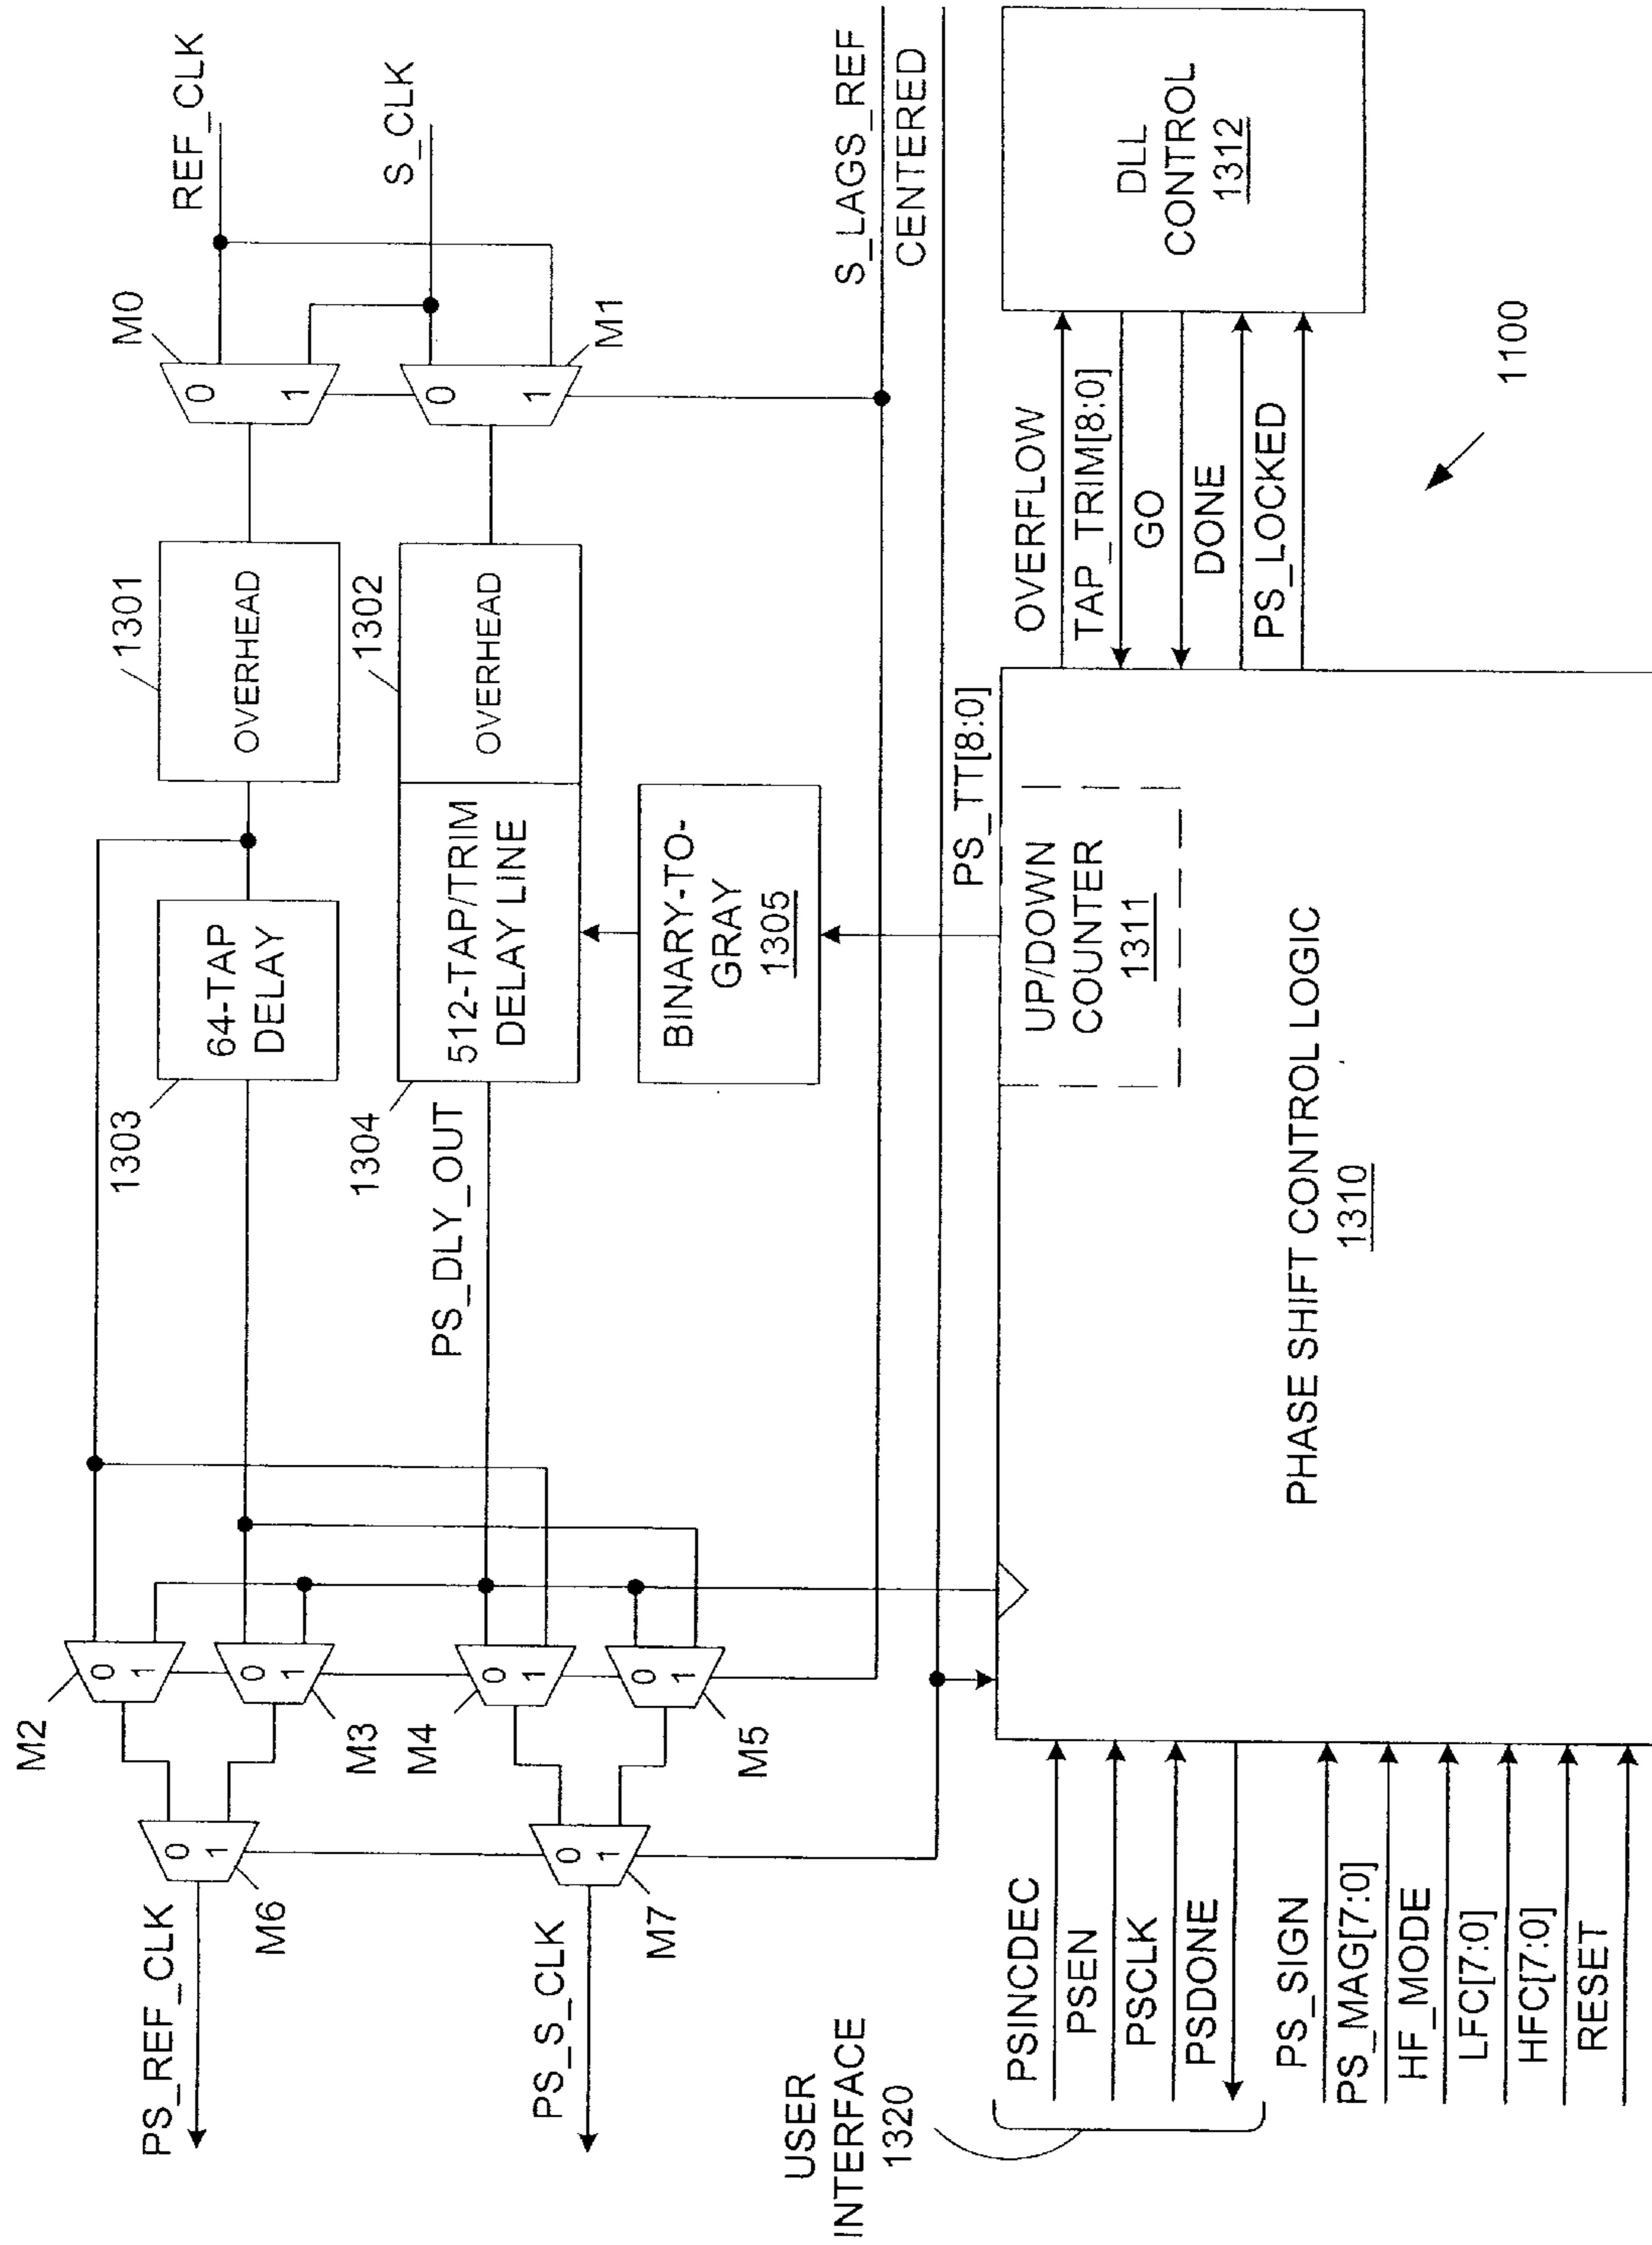 REF_CLK
S_CLK
M0
0
1
M1
0
1
S_LAGS_REF
CENTERED
1301
OVERHEAD
1302
OVERHEAD
1303
64-TAP
DELAY
1304
512-TAP/TRIM
DELAY LINE
PS_DLY_OUT
BINARY-TO-
GRAY
1305
PS_TT[8:0]
M2
0
1
M3
0
1
M4
0
1
M5
0
1
M6
0
1
M7
0
1
PS_REF_CLK
PS_S_CLK
DLL
CONTROL
1312
OVERFLOW
TAP_TRIM[8:0]
GO
DONE
PS_LOCKED
1100
UP/DOWN
COUNTER
1311
PHASE SHIFT CONTROL LOGIC
1310
USER
INTERFACE
1320
PSINCDEC
PSEN
PSCLK
PSDONE
PS_SIGN
PS_MAG[7:0]
HF_MODE
LFC[7:0]
HFC[7:0]
RESET